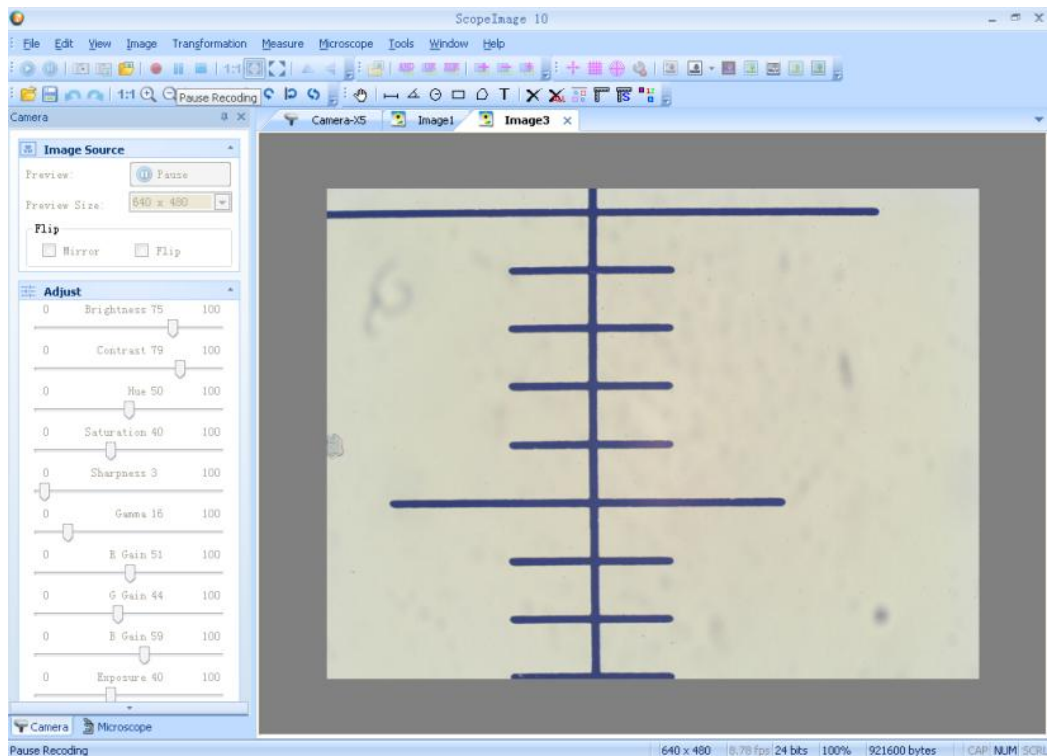 ScopeImage 10
File Edit View Image Transformation Measure Microscope Tools Window Help
1:1
1:1 T TS
Pause Recoding
Camera
Camera-X5 Image1 Image3
Image Source
Preview: Pause
Preview Size: 640 x 480
Flip
Mirror Flip
Adjust
0 Brightness 75 100
0 Contrast 79 100
0 Hue 50 100
0 Saturation 40 100
0 Sharpness 3 100
0 Gamma 16 100
0 R Gain 51 100
0 G Gain 44 100
0 B Gain 59 100
0 Exposure 40 100
Camera Microscope
Pause Recoding 640 x 480 8.78 fps 24 bits 100% 921600 bytes CAP NUM SCRL